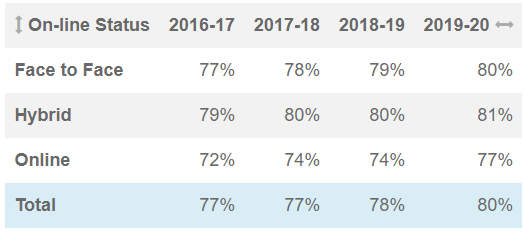 On-line Status 2016-17 2017-18 2018-19 2019-20
Face to Face 77% 78% 79% 80%
Hybrid 79% 80% 80% 81%
Online 72% 74% 74% 77%
Total 77% 77% 78% 80%